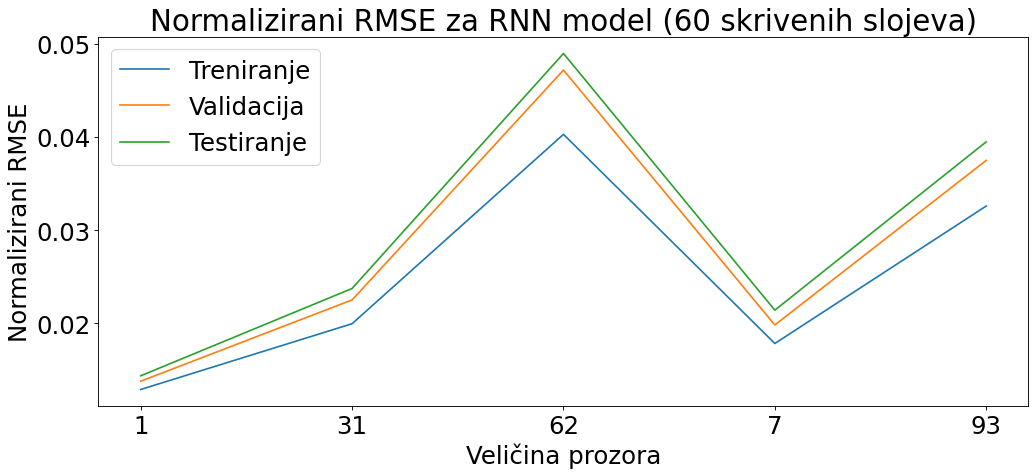 Normalizirani RMSE za RNN model (60 skrivenih slojeva)
Treniranje
Validacija
Testiranje
Normalizirani RMSE
0.05
0.04
0.03
0.02
1 31 62 7 93
Veličina prozora